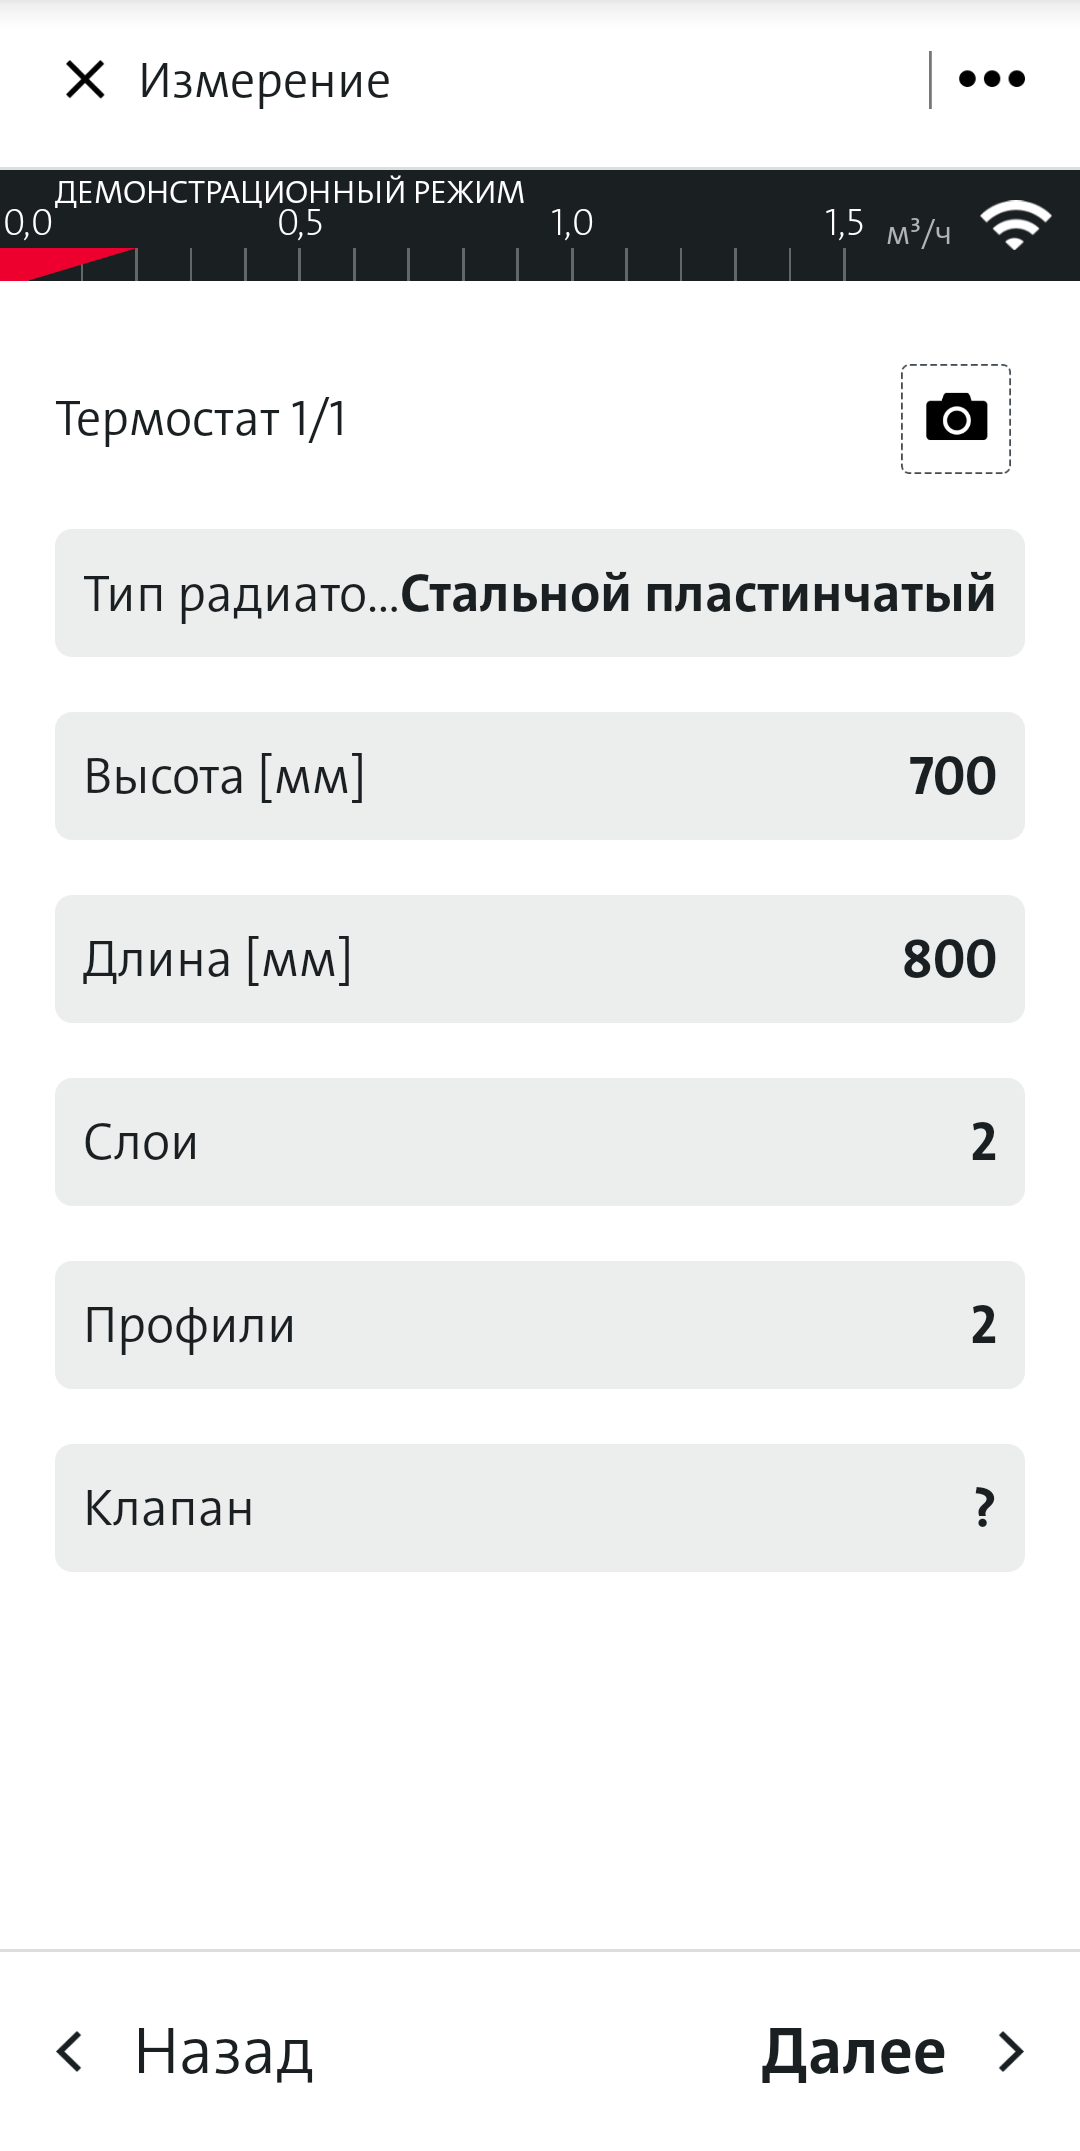 Измерение
ДЕМОНСТРАЦИОННЫЙ РЕЖИМ
0,0 0,5 1,0 1,5 м³/ч
Термостат 1/1
Тип радиато...Стальной пластинчатый
Высота [мм] 700
Длина [мм] 800
Слои 2
Профили 2
Клапан ?
Назад Далее